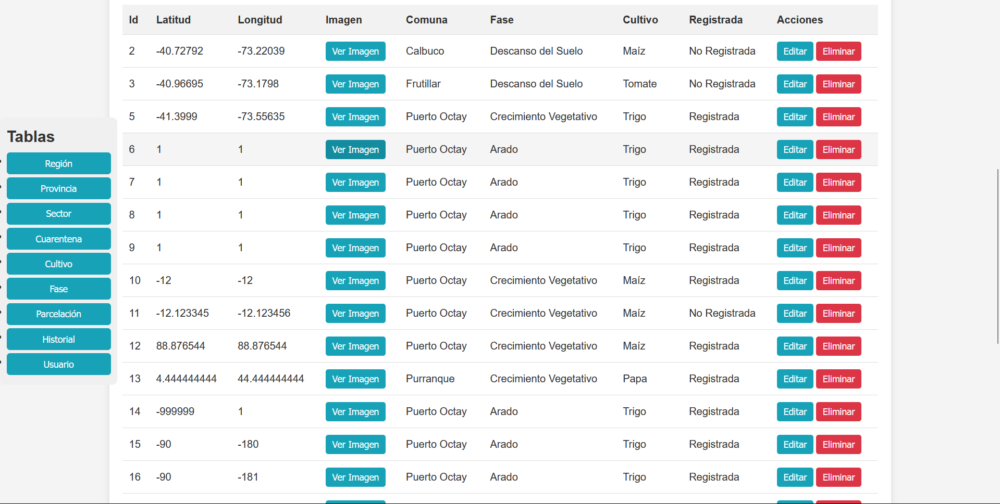 Id Latitud Longitud Imagen Comuna Fase Cultivo Registrada Acciones
2 -40.72792 -73.22039 Ver Imagen Calbuco Descanso del Suelo Maíz No Registrada Editar Eliminar
3 -40.96695 -73.1798 Ver Imagen Frutillar Descanso del Suelo Tomate No Registrada Editar Eliminar
5 -41.3999 -73.55635 Ver Imagen Puerto Octay Crecimiento Vegetativo Trigo Registrada Editar Eliminar
6 1 1 Ver Imagen Puerto Octay Arado Trigo Registrada Editar Eliminar
7 1 1 Ver Imagen Puerto Octay Arado Trigo Registrada Editar Eliminar
8 1 1 Ver Imagen Puerto Octay Arado Trigo Registrada Editar Eliminar
9 1 1 Ver Imagen Puerto Octay Arado Trigo Registrada Editar Eliminar
10 -12 -12 Ver Imagen Puerto Octay Crecimiento Vegetativo Maíz Registrada Editar Eliminar
11 -12.123345 -12.123456 Ver Imagen Puerto Octay Crecimiento Vegetativo Maíz No Registrada Editar Eliminar
12 88.876544 88.876544 Ver Imagen Puerto Octay Crecimiento Vegetativo Maíz Registrada Editar Eliminar
13 4.444444444 44.444444444 Ver Imagen Purranque Crecimiento Vegetativo Papa Registrada Editar Eliminar
14 -999999 1 Ver Imagen Puerto Octay Arado Trigo Registrada Editar Eliminar
15 -90 -180 Ver Imagen Puerto Octay Arado Trigo Registrada Editar Eliminar
16 -90 -181 Ver Imagen Puerto Octay Arado Trigo Registrada Editar Eliminar
Tablas
Región
Provincia
Sector
Cuarentena
Cultivo
Fase
Parcelación
Historial
Usuario